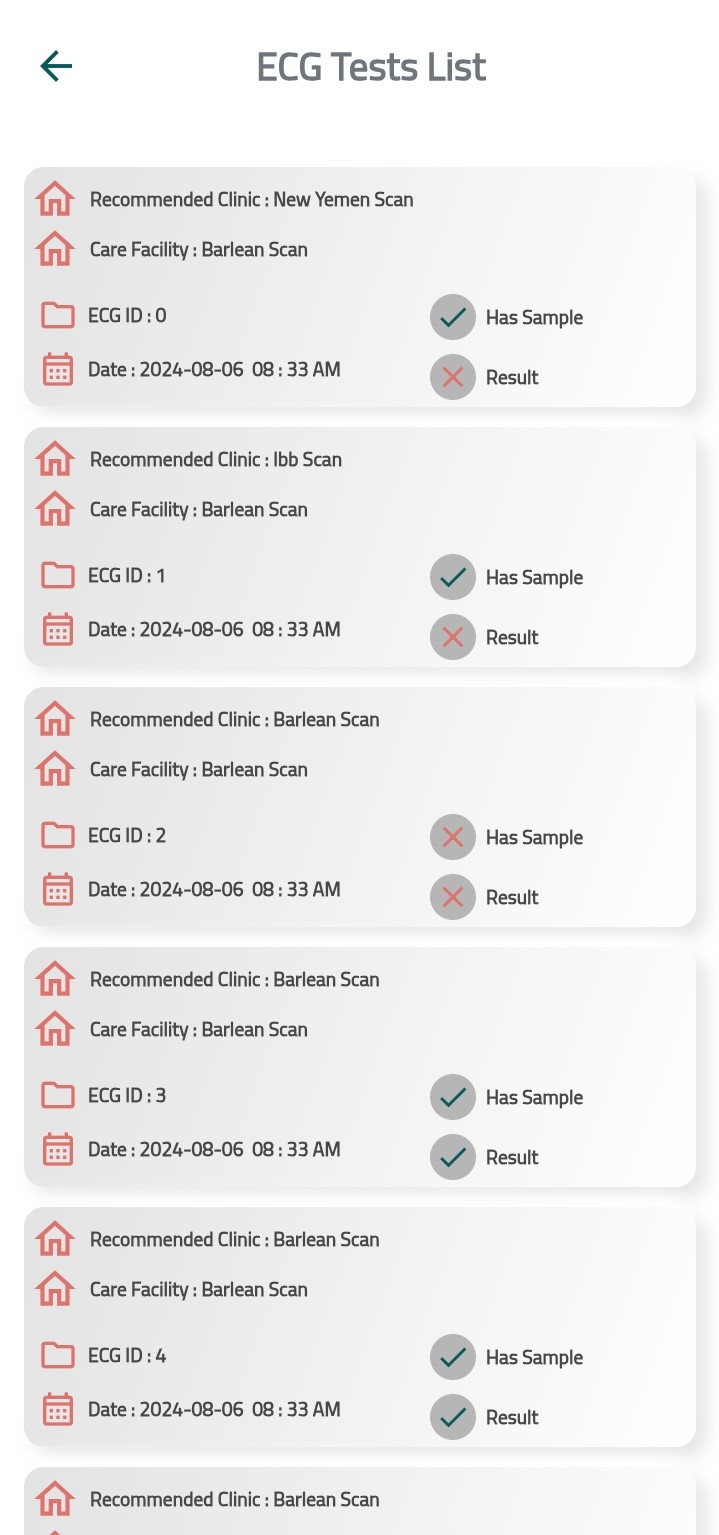 ECG Tests List
Recommended Clinic : New Yemen Scan
Care Facility : Barlean Scan
ECG ID : 0
Has Sample
Date : 2024-08-06 08 : 33 AM
Result
Recommended Clinic : Ibb Scan
Care Facility : Barlean Scan
ECG ID : 1
Has Sample
Date : 2024-08-06 08 : 33 AM
Result
Recommended Clinic : Barlean Scan
Care Facility : Barlean Scan
ECG ID : 2
Has Sample
Date : 2024-08-06 08 : 33 AM
Result
Recommended Clinic : Barlean Scan
Care Facility : Barlean Scan
ECG ID : 3
Has Sample
Date : 2024-08-06 08 : 33 AM
Result
Recommended Clinic : Barlean Scan
Care Facility : Barlean Scan
ECG ID : 4
Has Sample
Date : 2024-08-06 08 : 33 AM
Result
Recommended Clinic : Barlean Scan